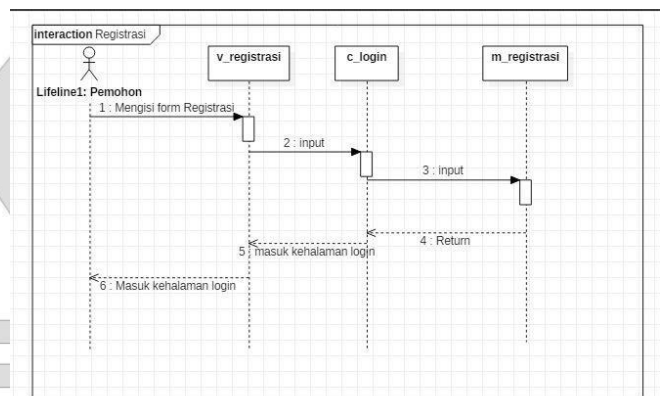 interaction Registrasi
v_registrasi
c_login
m_registrasi
Lifeline1: Pemohon
1 : Mengisi form Registrasi
2 : input
3 : input
4 : Return
5 : masuk kehalaman login
6 : Masuk kehalaman login